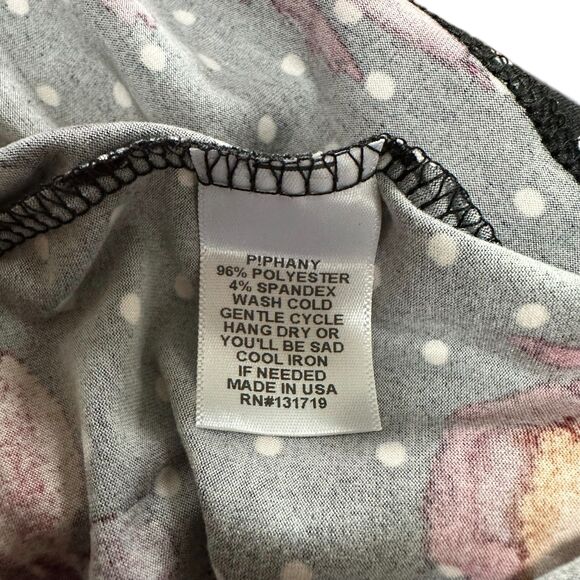 P!PHANY
96% POLYESTER
4% SPANDEX
WASH COLD
GENTLE CYCLE
HANG DRY OR
YOU'LL BE SAD
COOL IRON
IF NEEDED
MADE IN USA
RN#131719